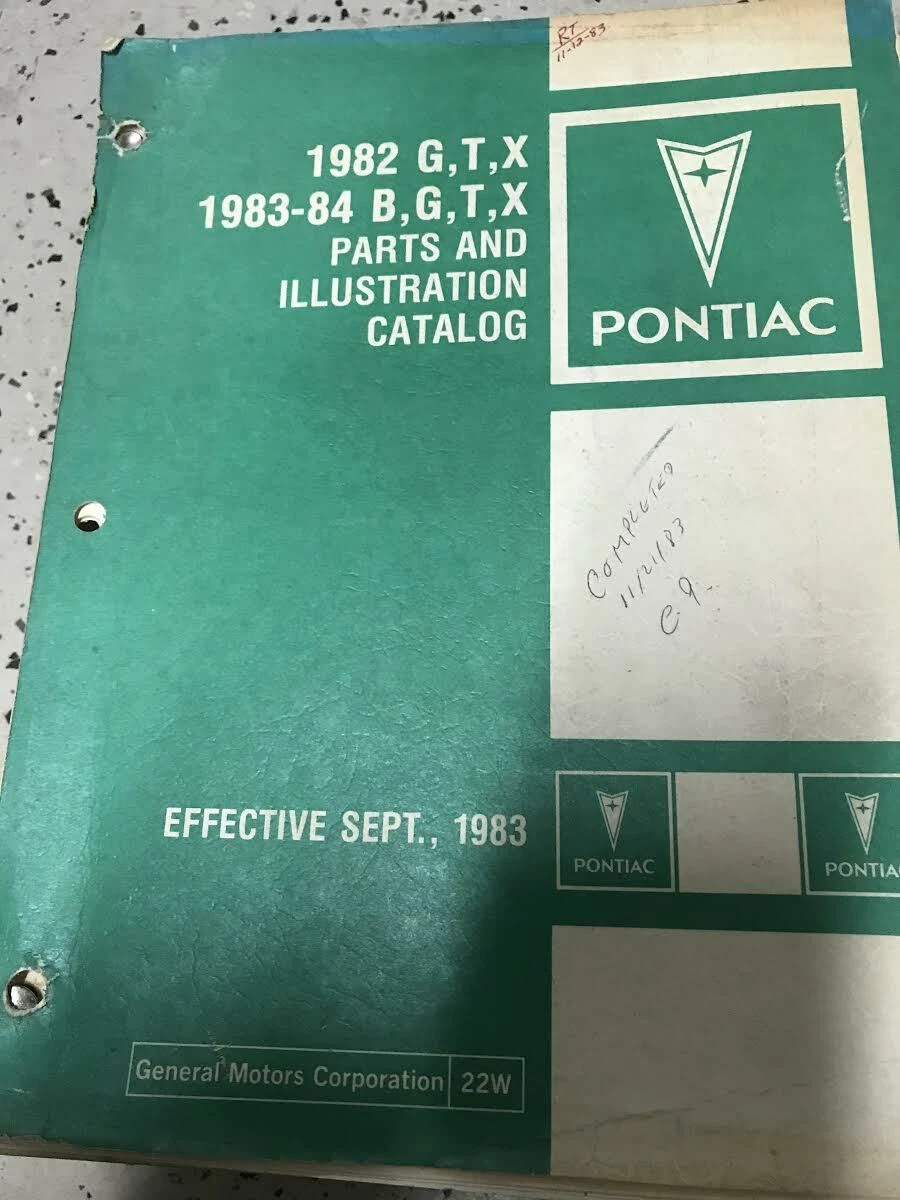 RT
11-12-83
1982 G,T,X
1983-84 B,G,T,X
PARTS AND
ILLUSTRATION
CATALOG
PONTIAC
COMPLETED
11/21/83
C.J.
EFFECTIVE SEPT., 1983
PONTIAC
PONTIA
General Motors Corporation 22W